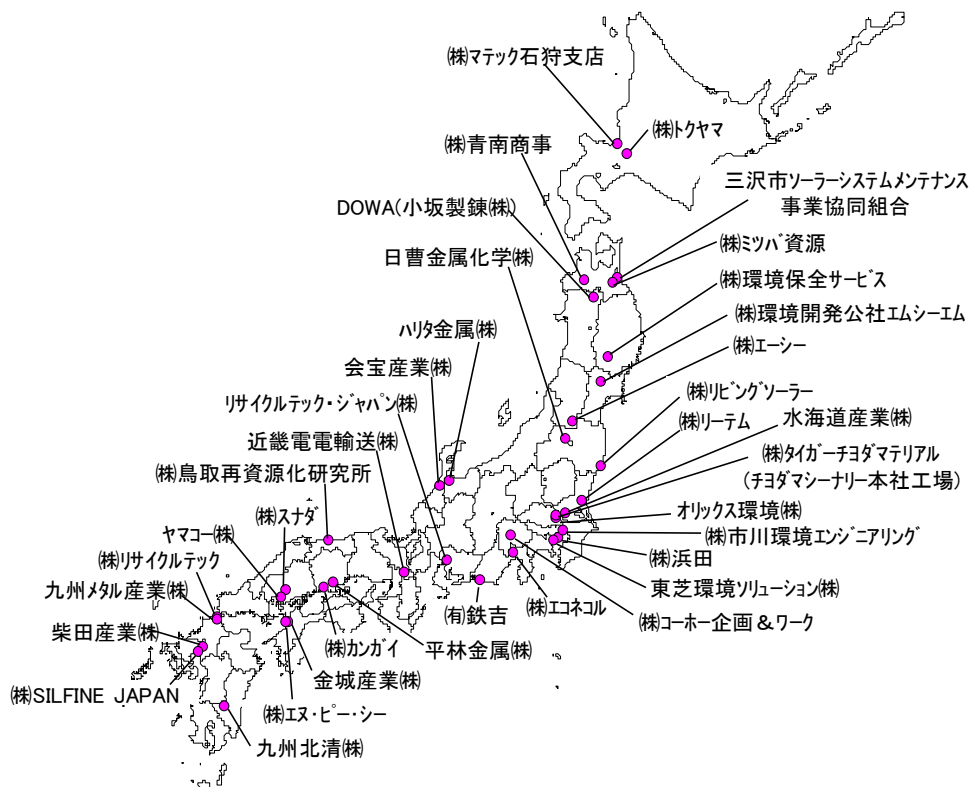 ㈱マテック石狩支店
㈱トクヤマ
㈱青南商事
三沢市ソーラーシステムメンテナンス
事業協同組合
DOWA(小坂製錬㈱)
㈱ミツバ資源
日曹金属化学㈱
㈱環境保全サービス
㈱環境開発公社エムシーエム
ハリタ金属㈱
㈱エーシー
会宝産業㈱
㈱リビングソーラー
リサイクルテック・ジャパン㈱
㈱リーテム
水海道産業㈱
近畿電電輸送㈱
㈱タイガーチヨダマテリアル
(チヨダマシーナリー本社工場)
㈱鳥取再資源化研究所
オリックス環境㈱
㈱スナダ
㈱市川環境エンジニアリング
ヤマコー㈱
㈱浜田
㈱リサイクルテック
東芝環境ソリューション㈱
九州メタル産業㈱
㈲鉄吉
㈱エコネコル
㈱コーホー企画&ワーク
柴田産業㈱
㈱カンガイ
平林金属㈱
金城産業㈱
㈱SILFINE JAPAN
㈱エヌ・ピー・シー
九州北清㈱